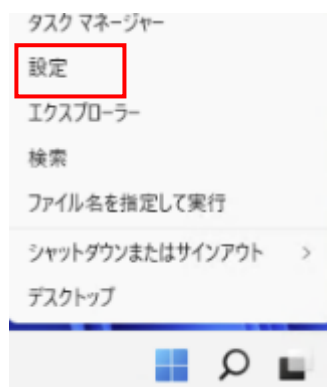 タスク マネージャー
設定
エクスプローラー
検索
ファイル名を指定して実行
シャットダウンまたはサインアウト
デスクトップ